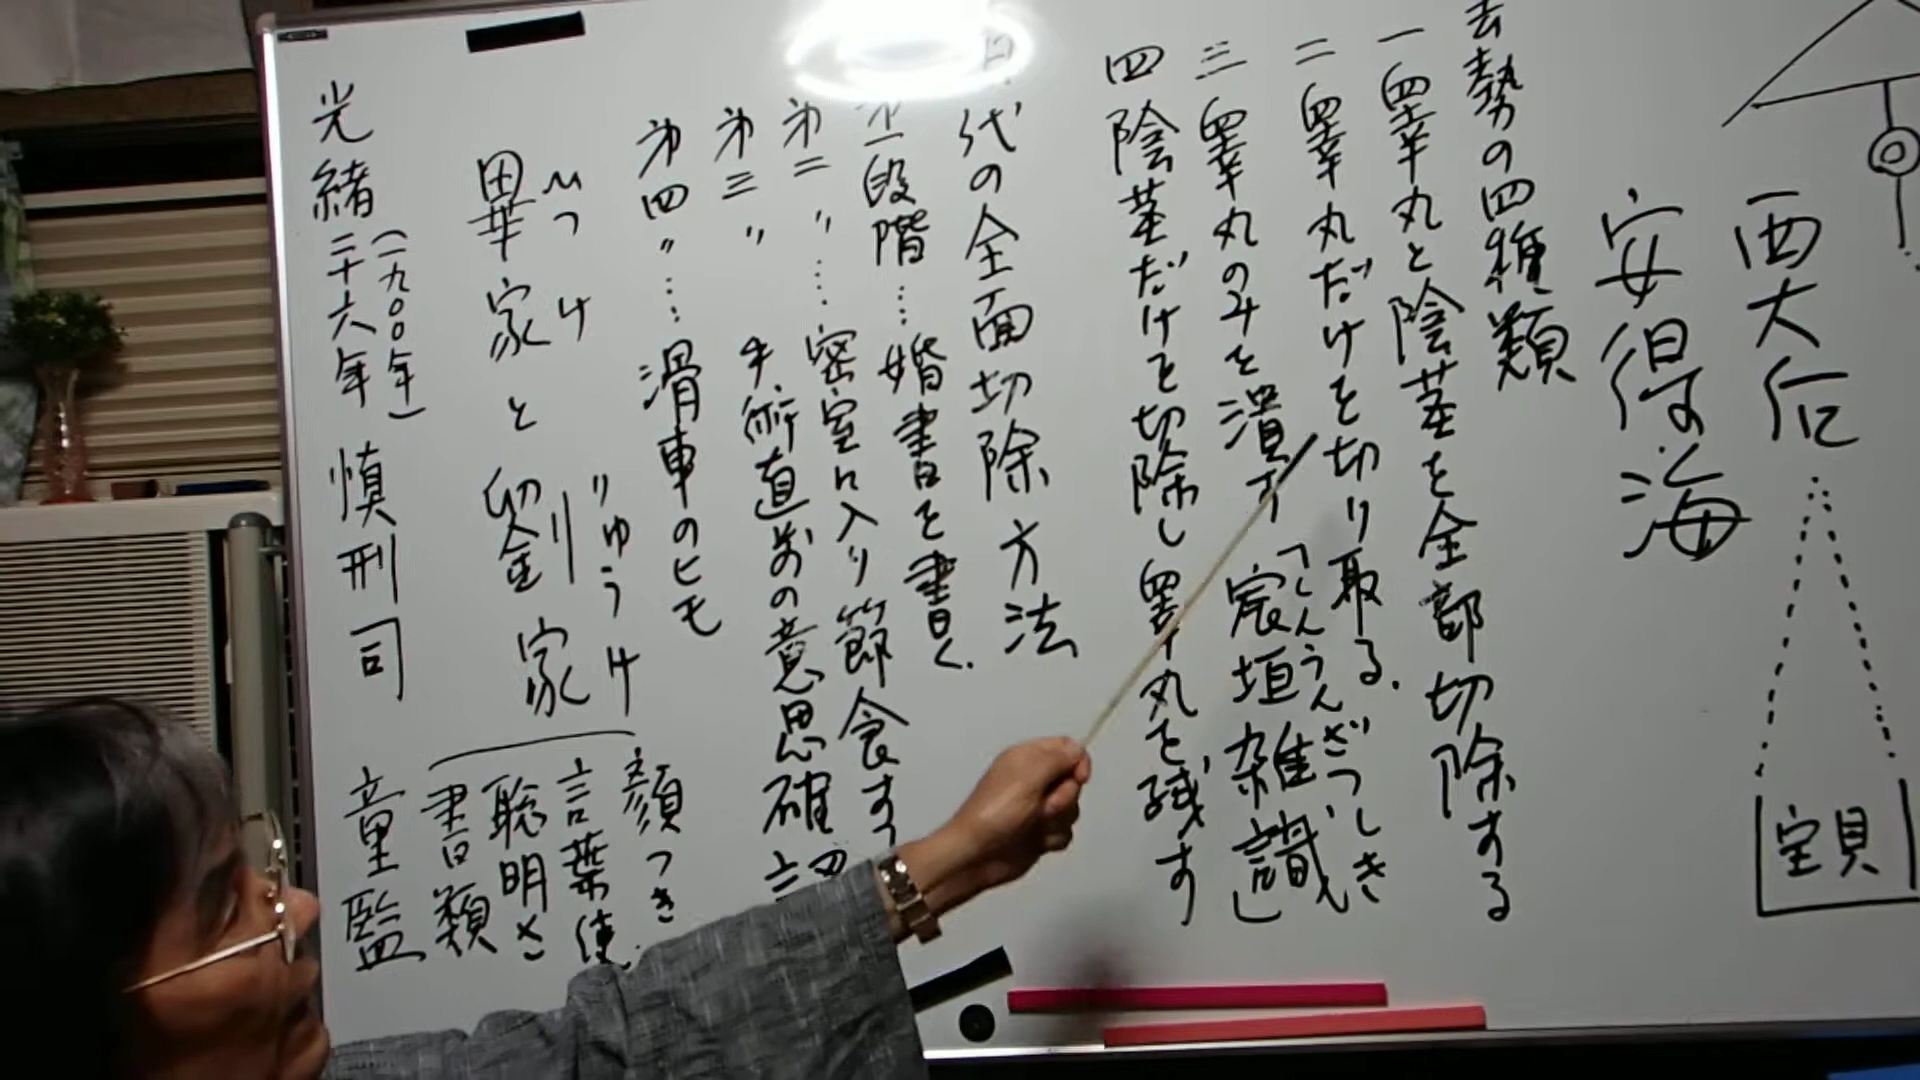 西太后
宝貝
安得海
去勢の四種類
一 睾丸と陰茎を全部切除する
二 睾丸だけを切り取る.
三 睾丸のみを潰す「宸垣雑識」
しんうんざつしき
四 陰茎だけを切除し睾丸を残す
代の全面切除方法
第一段階…婚書を書く.
第二〃…密室に入り節食す
第三〃 手術直前の意思確認
第四〃…滑車のヒモ
ひつけ りゅうけ
畢家と劉家
顔つき
言葉使
聡明さ
書類
光緒二十六年(一九〇〇年) 慎刑司 童監